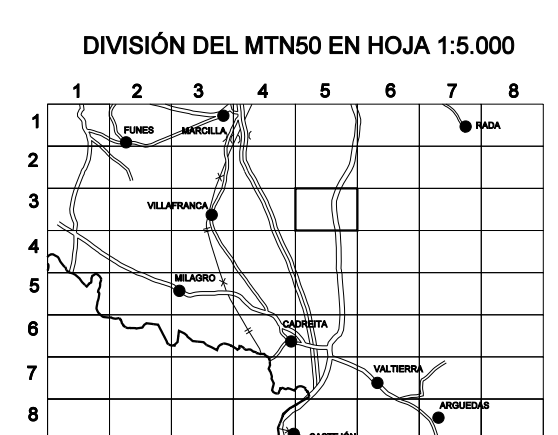 DIVISIÓN DEL MTN50 EN HOJA 1:5.000
1 2 3 4 5 6 7 8
1
FUNES
MARCILLA
RADA
2
3
VILLAFRANCA
4
5
MILAGRO
6
CADREITA
7
VALTIERRA
ARGUEDAS
8
CASTEJÓN